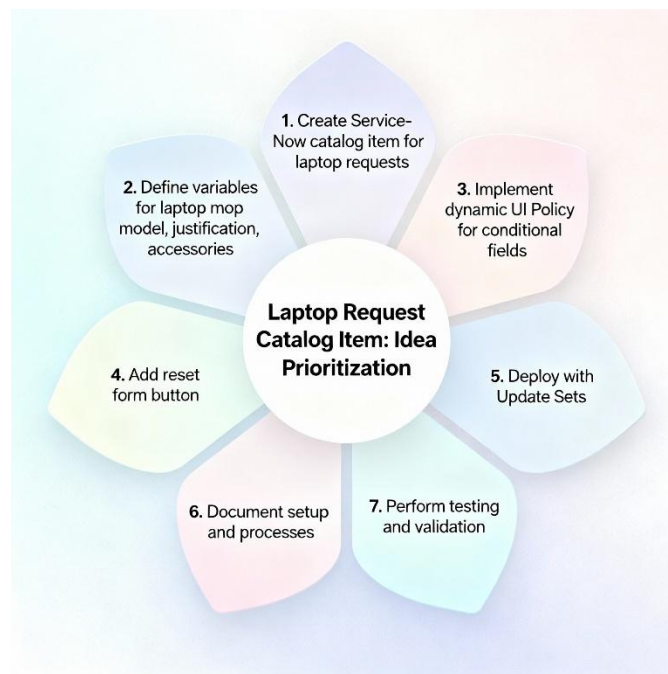 Laptop Request
Catalog Item: Idea
Prioritization
1. Create Service-
Now catalog item for
laptop requests
2. Define variables
for laptop mop
model, justification,
accessories
3. Implement
dynamic UI Policy
for conditional
fields
4. Add reset
form button
5. Deploy with
Update Sets
6. Document setup
and processes
7. Perform testing
and validation